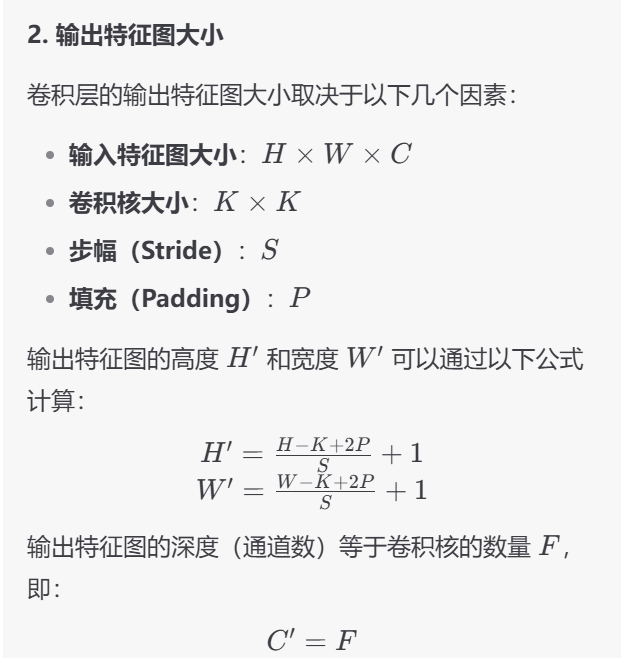 2. 输出特征图大小
卷积层的输出特征图大小取决于以下几个因素：
• 输入特征图大小：H × W × C
• 卷积核大小：K × K
• 步幅（Stride）：S
• 填充（Padding）：P
输出特征图的高度 H′ 和宽度 W′ 可以通过以下公式
计算：
H′ = \frac{H−K+2P}{S} + 1
W′ = \frac{W−K+2P}{S} + 1
输出特征图的深度（通道数）等于卷积核的数量 F，
即：
C′ = F